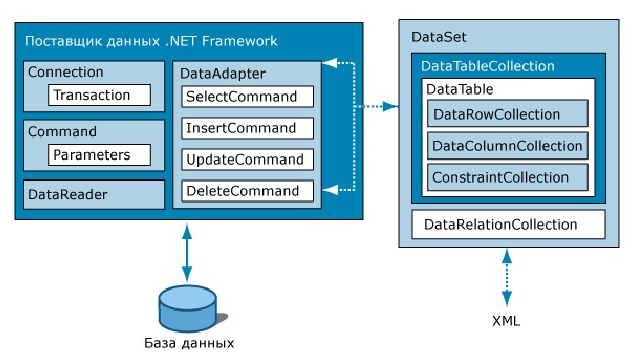 Поставщик данных .NET Framework
Connection
Transaction
Command
Parameters
DataReader
DataAdapter
SelectCommand
InsertCommand
UpdateCommand
DeleteCommand
База данных
DataSet
DataTableCollection
DataTable
DataRowCollection
DataColumnCollection
ConstraintCollection
DataRelationCollection
XML